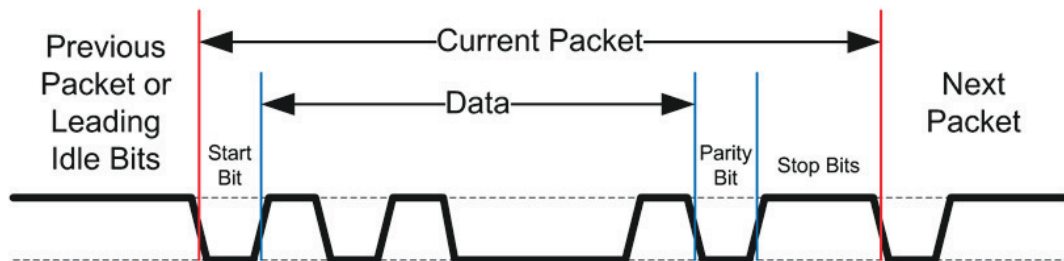 Previous
Packet or
Leading
Idle Bits
Current Packet
Data
Start
Bit
Parity
Bit
Stop Bits
Next
Packet